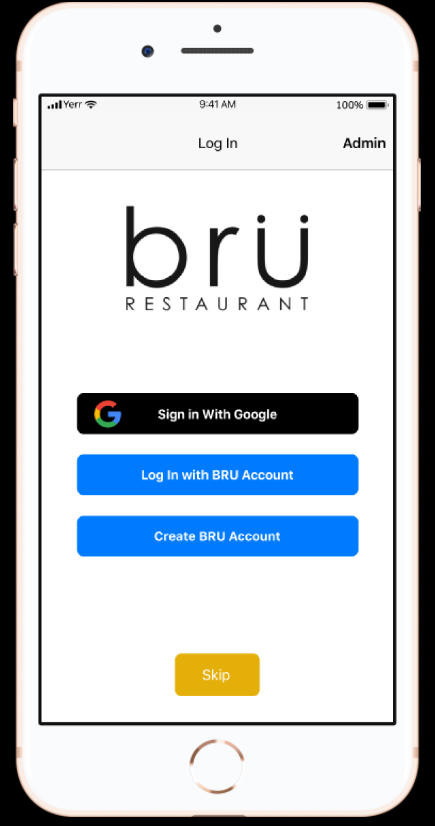 Yerr 9:41 AM 100%
Log In Admin
brü
RESTAURANT
Sign in With Google
Log In with BRU Account
Create BRU Account
Skip